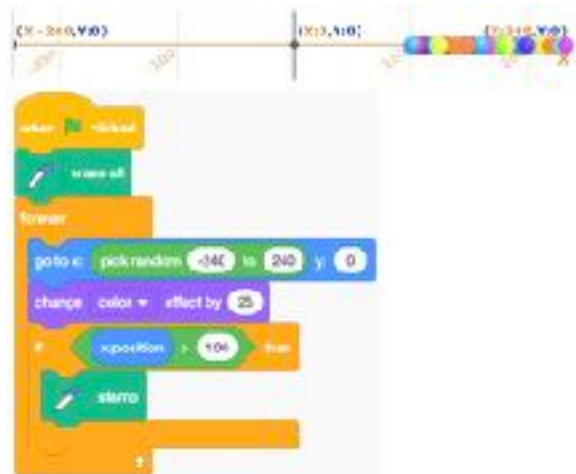 (X:-240,Y:0) (X:0,Y:0) (X:240,Y:0)
X
when clicked
erase all
forever
go to x: pick random -240 to 240 y: 0
change color effect by 25
if x position > then
stamp